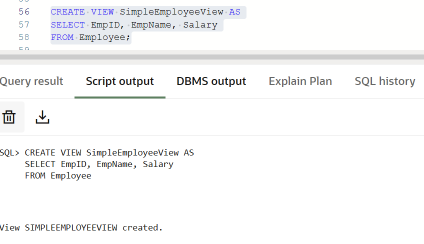 56 CREATE VIEW SimpleEmployeeView AS
57 SELECT EmpID, EmpName, Salary
58 FROM Employee;
59
Query result Script output DBMS output Explain Plan SQL history
SQL> CREATE VIEW SimpleEmployeeView AS
SELECT EmpID, EmpName, Salary
FROM Employee
View SIMPLEEMPLOYEEVIEW created.